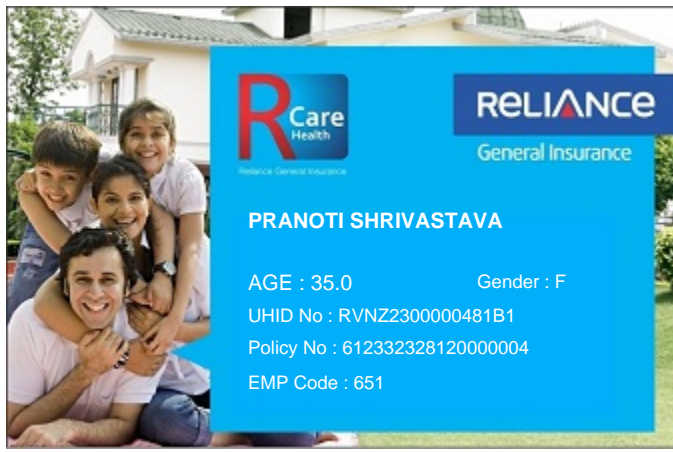 RCare
Health
Reliance General Insurance
RELIANCE
General Insurance
PRANOTI SHRIVASTAVA
AGE : 35.0
Gender : F
UHID No : RVNZ2300000481B1
Policy No : 612332328120000004
EMP Code : 651